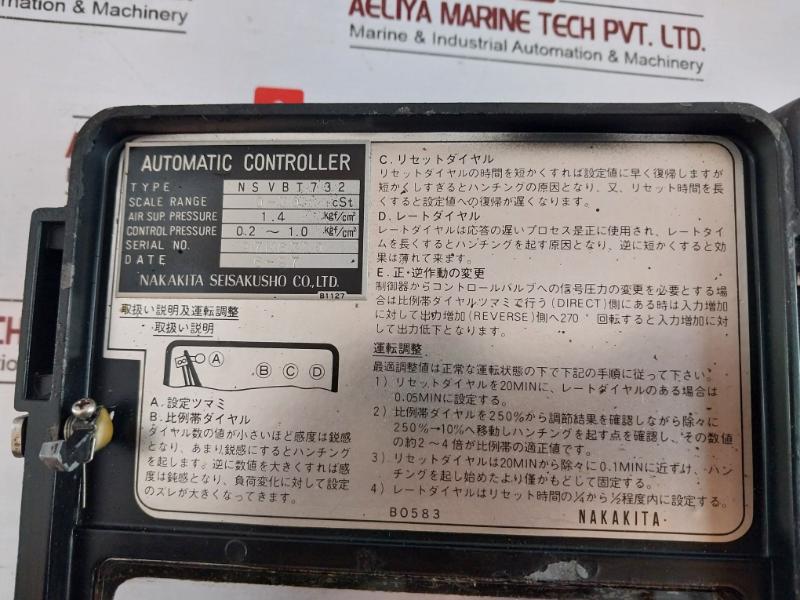 mation & Machinery
AELIYA MARINE TECH PVT. LTD.
Marine & Industrial Automation & Machinery
AUTOMATIC CONTROLLER
TYPE NSVBT732
SCALE RANGE cSt
AIR SUP. PRESSURE 1.4 kgf/cm²
CONTROL PRESSURE 0.2 ~ 1.0 kgf/cm²
SERIAL NO.
DATE
NAKAKITA SEISAKUSHO CO., LTD.
B1127
取扱い説明及運転調整
取扱い説明
A B C D
A. 設定ツマミ
B. 比例帯ダイヤル
ダイヤル数の値が小さいほど感度は鋭感
となり、あまり鋭感にするとハンチング
を起します。逆に数値を大きくすれば感
度は鈍感となり、負荷変化に対して設定
のズレが大きくなってきます。
C. リセットダイヤル
リセットダイヤルの時間を短かくすれば設定値に早く復帰しますが
短かくしすぎるとハンチングの原因となり、又、リセット時間を長
くすると設定値への復帰が遅くなります。
D. レートダイヤル
レートダイヤルは応答の遅いプロセス是正に使用され、レートタイ
ムを長くするとハンチングを起す原因となり、逆に短かくすると効
果は薄れて来ます。
E. 正・逆作動の変更
制御器からコントロールバルブへの信号圧力の変更を必要とする場
合は比例帯ダイヤルツマミで行う(DIRECT)側にある時は入力増加
に対して出力増加(REVERSE)側へ270°回転すると入力増加に対
して出力低下となります。
運転調整
最適調整値は正常な運転状態の下で下記の手順に従って下さい。
1) リセットダイヤルを20MINに、レートダイヤルのある場合は
0.05MINに設定する。
2) 比例帯ダイヤルを250%から調節結果を確認しながら除々に
250%→10%へ移動しハンチングを起す点を確認し、その数値
の約2~4倍が比例帯の適正値です。
3) リセットダイヤルは20MINから除々に0.1MINに近ずけ、ハン
チングを起し始めたより僅かもどして固定する。
4) レートダイヤルはリセット時間の¼から½程度内に設定する。
B0583 NAKAKITA